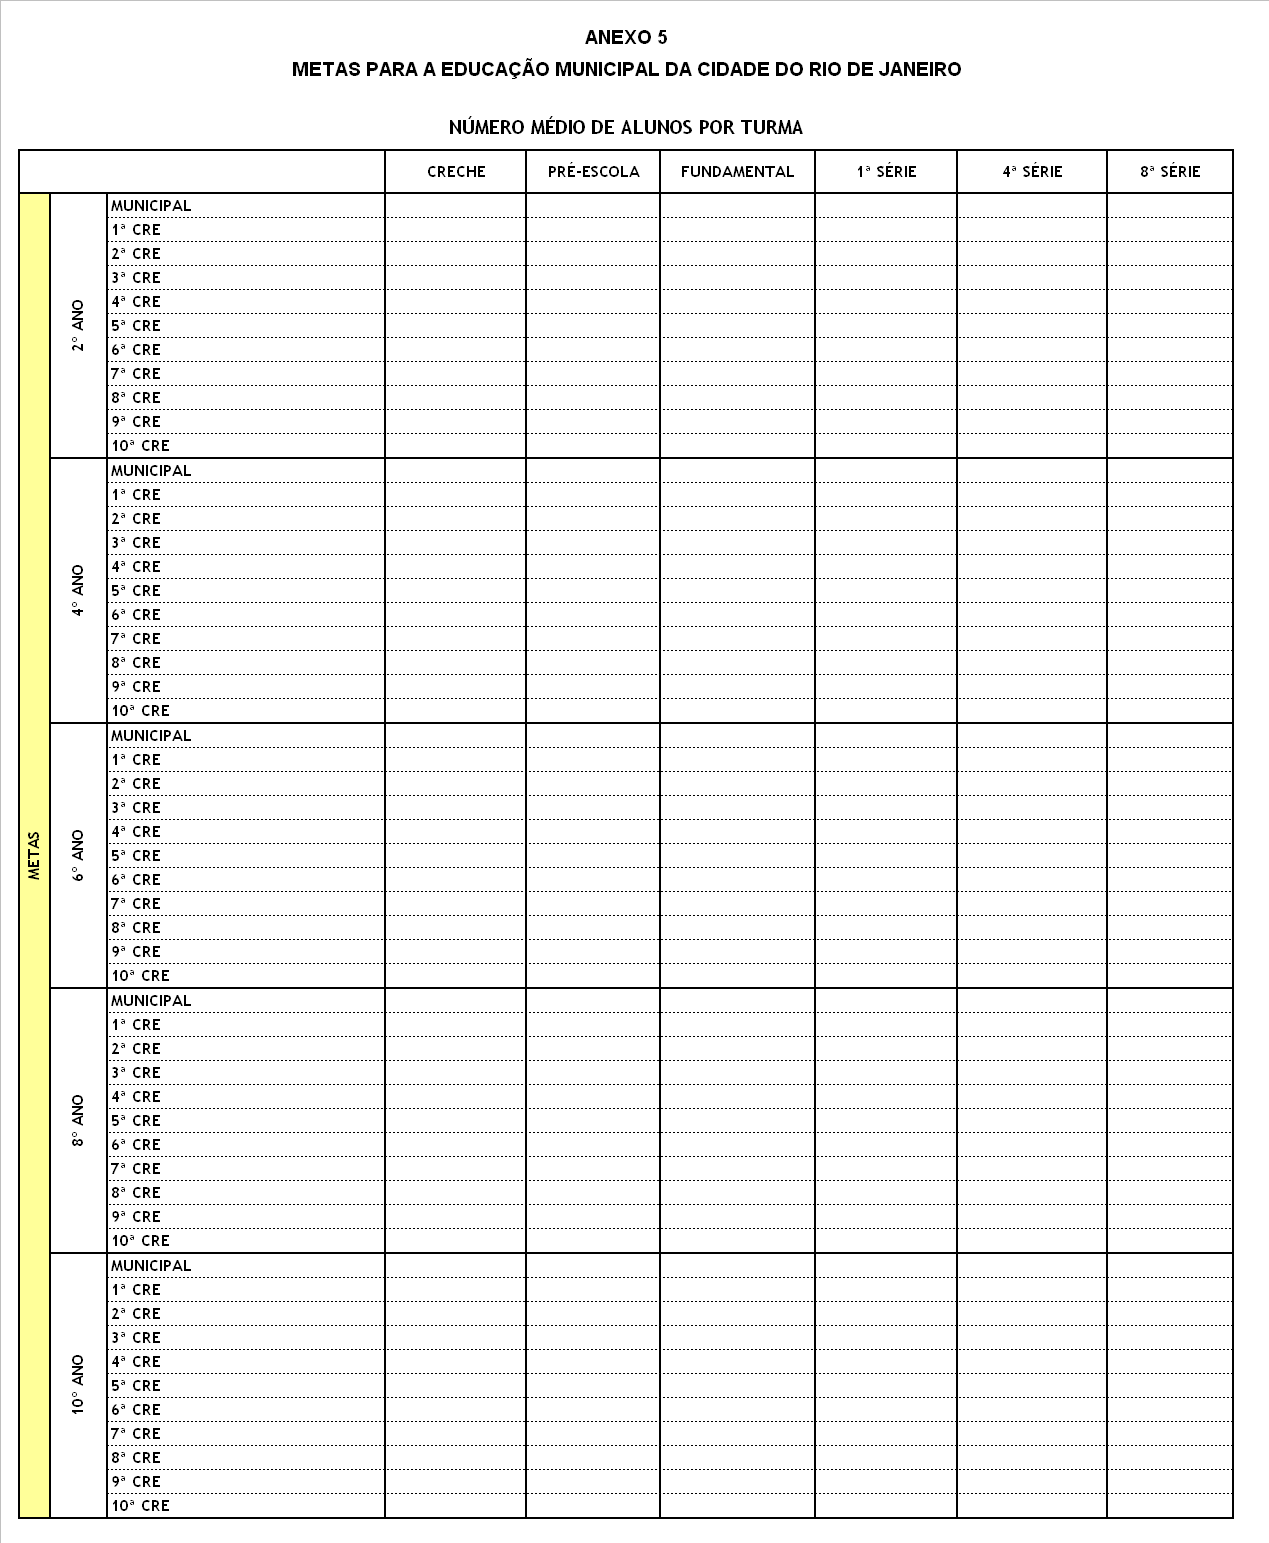 ANEXO 5
METAS PARA A EDUCAÇÃO MUNICIPAL DA CIDADE DO RIO DE JANEIRO
NÚMERO MÉDIO DE ALUNOS POR TURMA
CRECHE PRÉ-ESCOLA FUNDAMENTAL 1ª SÉRIE 4ª SÉRIE 8ª SÉRIE
METAS
2º ANO
MUNICIPAL
1ª CRE
2ª CRE
3ª CRE
4ª CRE
5ª CRE
6ª CRE
7ª CRE
8ª CRE
9ª CRE
10ª CRE
4º ANO
MUNICIPAL
1ª CRE
2ª CRE
3ª CRE
4ª CRE
5ª CRE
6ª CRE
7ª CRE
8ª CRE
9ª CRE
10ª CRE
6º ANO
MUNICIPAL
1ª CRE
2ª CRE
3ª CRE
4ª CRE
5ª CRE
6ª CRE
7ª CRE
8ª CRE
9ª CRE
10ª CRE
8º ANO
MUNICIPAL
1ª CRE
2ª CRE
3ª CRE
4ª CRE
5ª CRE
6ª CRE
7ª CRE
8ª CRE
9ª CRE
10ª CRE
10º ANO
MUNICIPAL
1ª CRE
2ª CRE
3ª CRE
4ª CRE
5ª CRE
6ª CRE
7ª CRE
8ª CRE
9ª CRE
10ª CRE